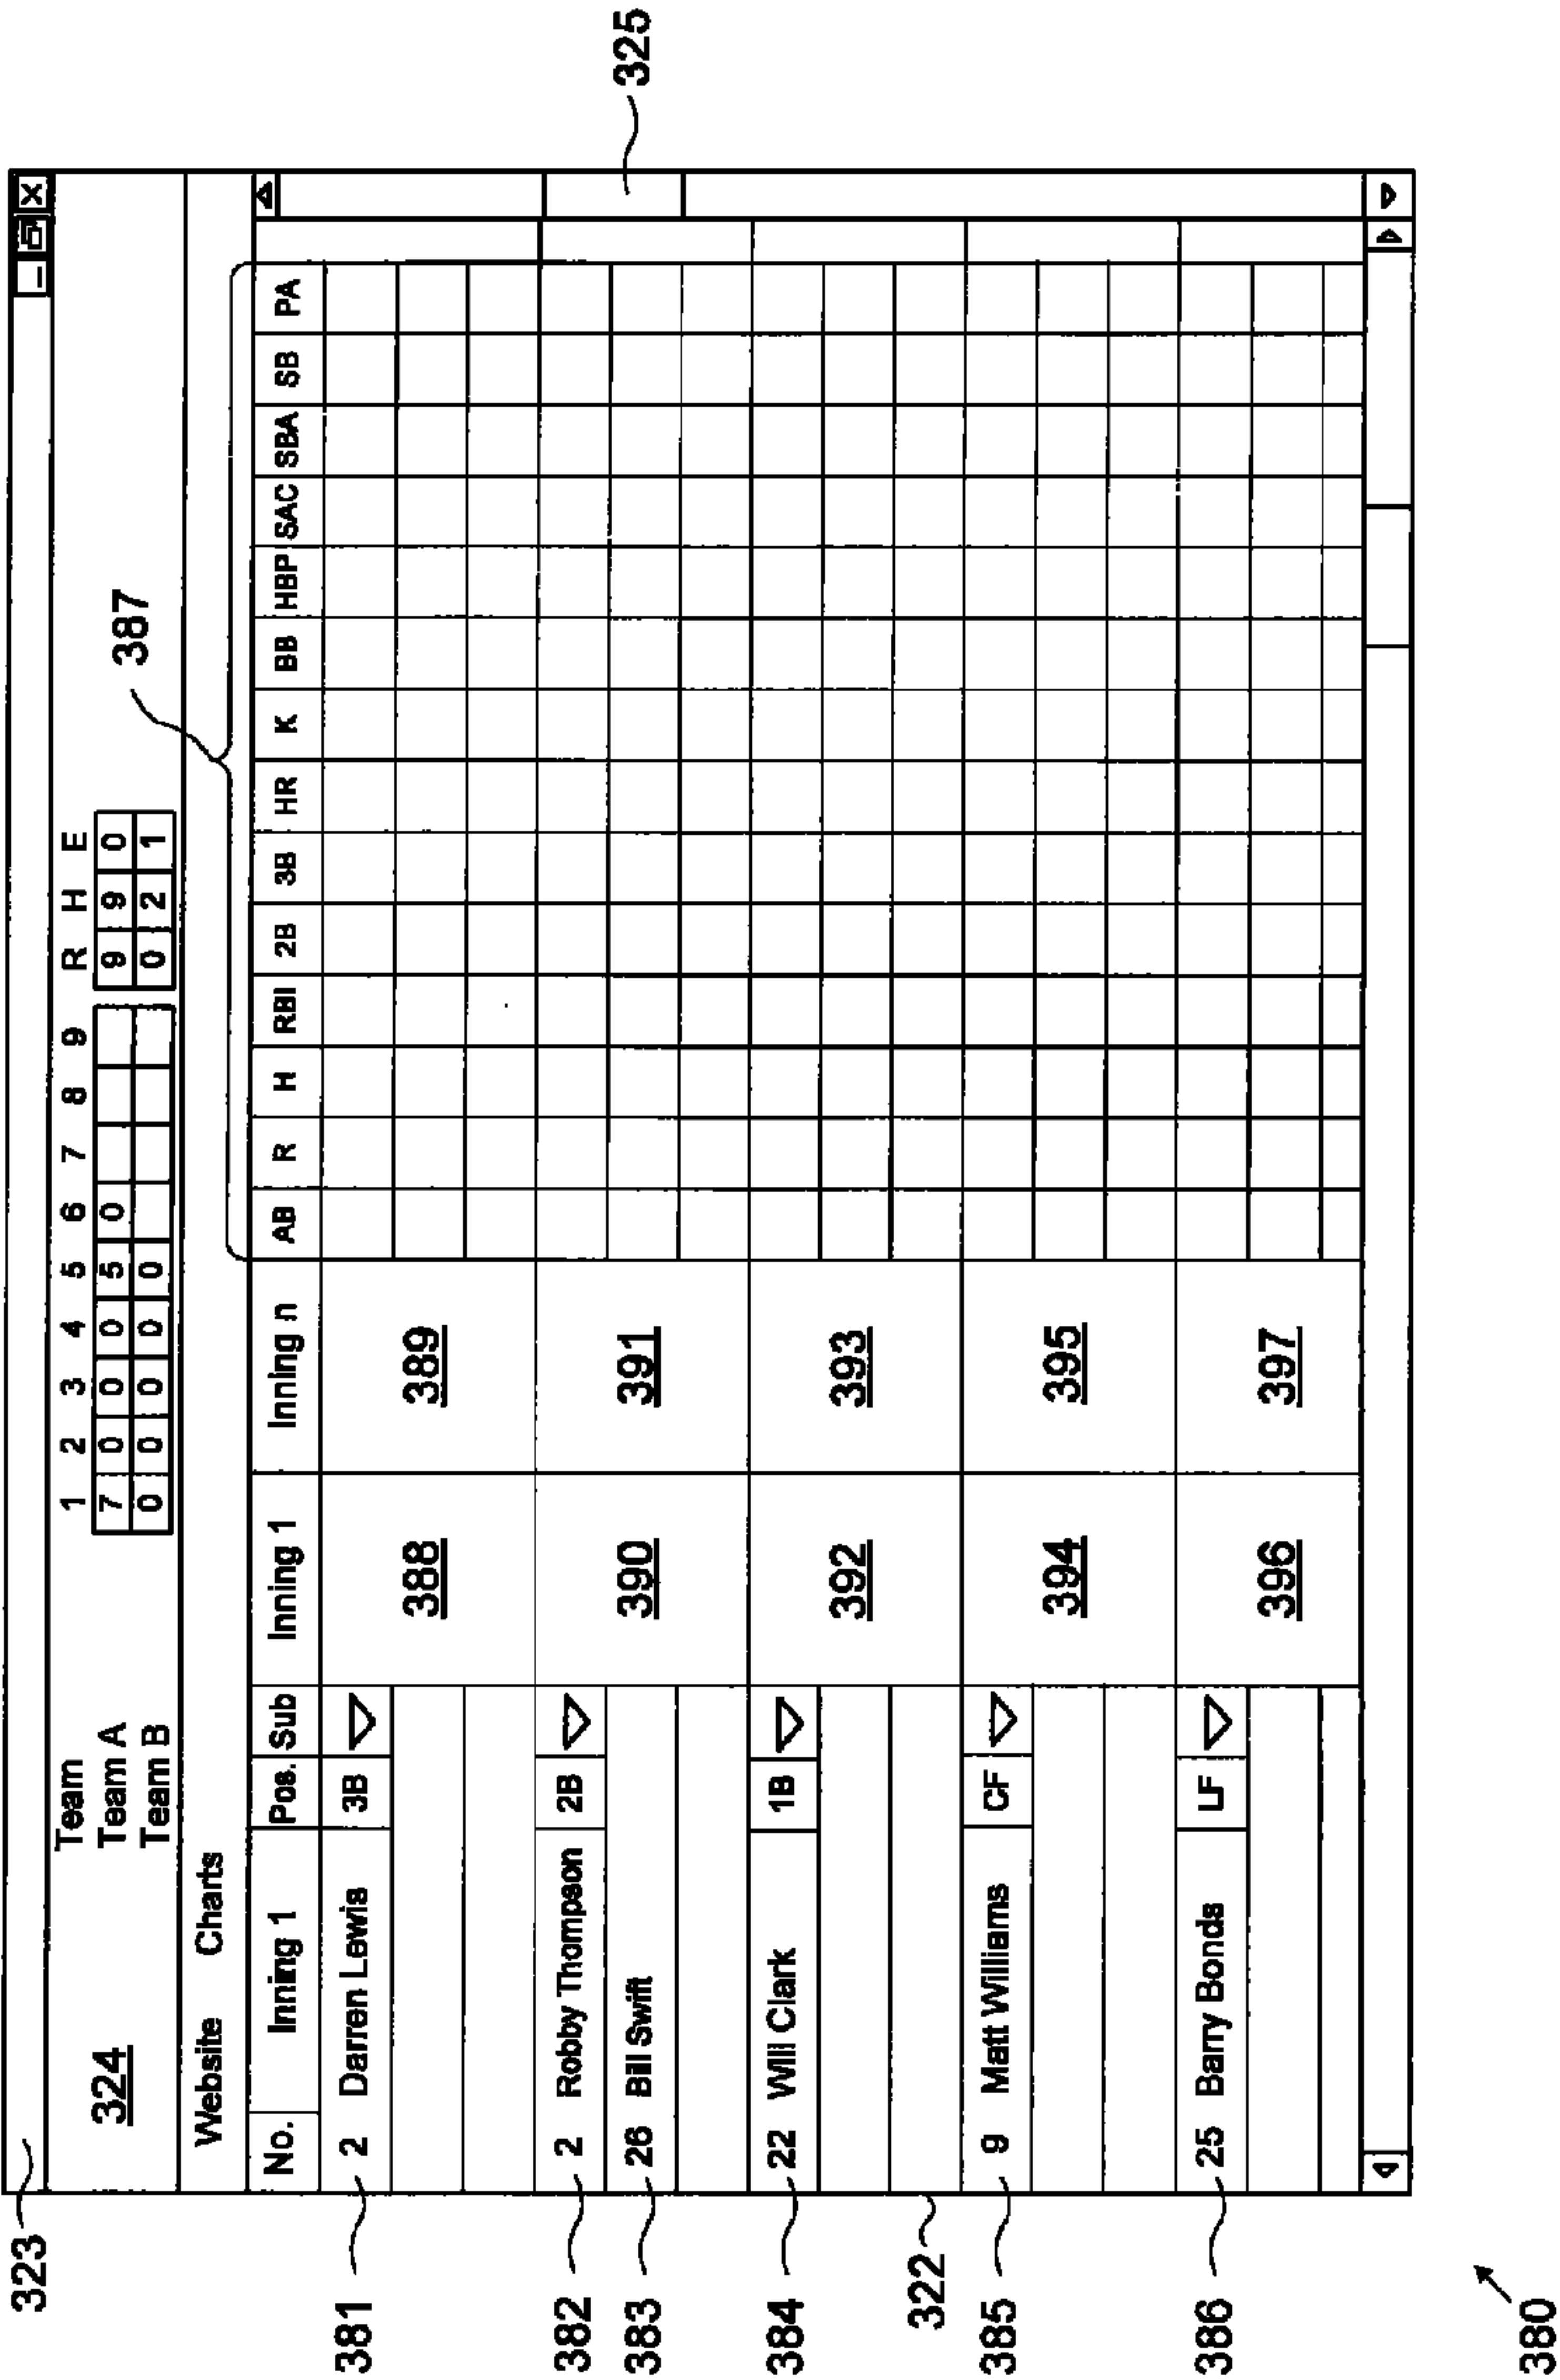 323
Team 1 2 3 4 5 6 7 8 9 R H E
324 Team A 7 0 0 0 5 0 9 9 0
Team B 0 0 0 0 0 0 2 1
387
Website Charts
No. Inning 1 Pos. Sub Inning 1 Inning n AB R H RBI 2B 3B HR K BB HBP SAC SBA SB PA
381 2 Darren Lewis 3B
388 389
382 2 Robby Thompson 2B
383 26 Bill Swift 390 391
325
384 22 Will Clark 1B
392 393
322
385 9 Matt Williams CF
394 395
386 25 Barry Bonds LF
396 397
380